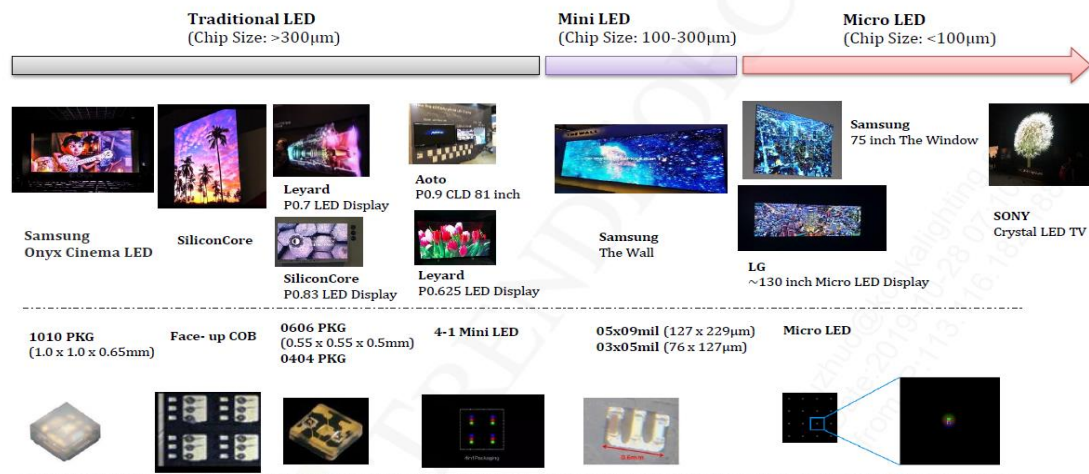 Traditional LED
(Chip Size: >300μm)
Mini LED
(Chip Size: 100-300μm)
Micro LED
(Chip Size: <100μm)
Samsung
Onyx Cinema LED
SiliconCore
Leyard
P0.7 LED Display
SiliconCore
P0.83 LED Display
Aoto
P0.9 CLD 81 inch
Leyard
P0.625 LED Display
Samsung
The Wall
Samsung
75 inch The Window
LG
~130 inch Micro LED Display
SONY
Crystal LED TV
1010 PKG
(1.0 x 1.0 x 0.65mm)
Face- up COB
0606 PKG
(0.55 x 0.55 x 0.5mm)
0404 PKG
4-1 Mini LED
4in1 Packaging
05x09mil (127 x 229μm)
03x05mil (76 x 127μm)
0.6mm
Micro LED